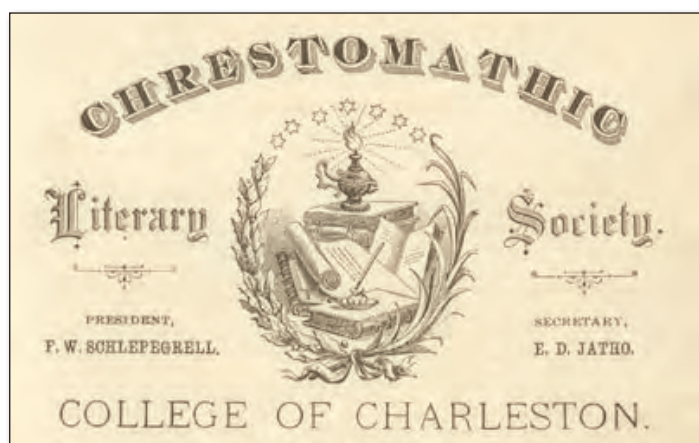 CHRESTOMATHIC
Literary Society.
PRESIDENT,
F. W. SCHLEPEGRELL.
SECRETARY,
E. D. JATHO.
COLLEGE OF CHARLESTON.